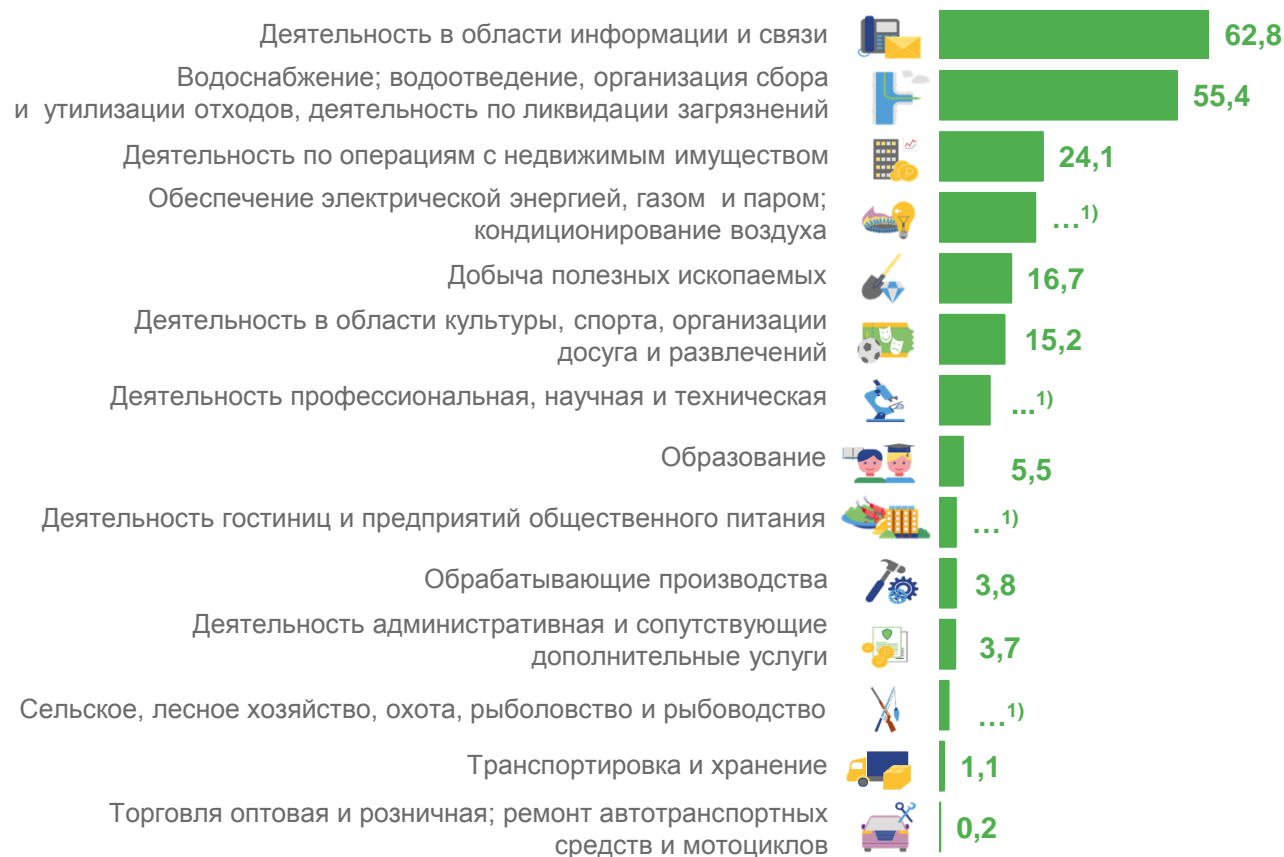 Деятельность в области информации и связи
62,8
Водоснабжение; водоотведение, организация сбора
и утилизации отходов, деятельность по ликвидации загрязнений
55,4
Деятельность по операциям с недвижимым имуществом
24,1
Обеспечение электрической энергией, газом и паром;
кондиционирование воздуха
…1)
Добыча полезных ископаемых
16,7
Деятельность в области культуры, спорта, организации
досуга и развлечений
15,2
Деятельность профессиональная, научная и техническая
...1)
Образование
5,5
Деятельность гостиниц и предприятий общественного питания
…1)
Обрабатывающие производства
3,8
Деятельность административная и сопутствующие
дополнительные услуги
3,7
Сельское, лесное хозяйство, охота, рыболовство и рыбоводство
…1)
Транспортировка и хранение
1,1
Торговля оптовая и розничная; ремонт автотранспортных
средств и мотоциклов
0,2